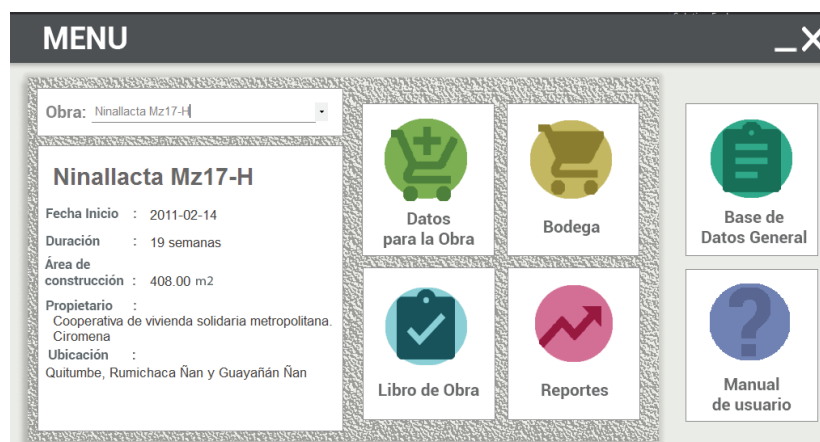 MENU
Obra: Ninallacta Mz17-H
Ninallacta Mz17-H
Fecha Inicio : 2011-02-14
Duración : 19 semanas
Área de
construcción : 408.00 m2
Propietario :
Cooperativa de vivienda solidaria metropolitana.
Ciromena
Ubicación :
Quitumbe, Rumichaca Ñan y Guayañán Ñan
Datos
para la Obra
Bodega
Libro de Obra
Reportes
Base de
Datos General
Manual
de usuario